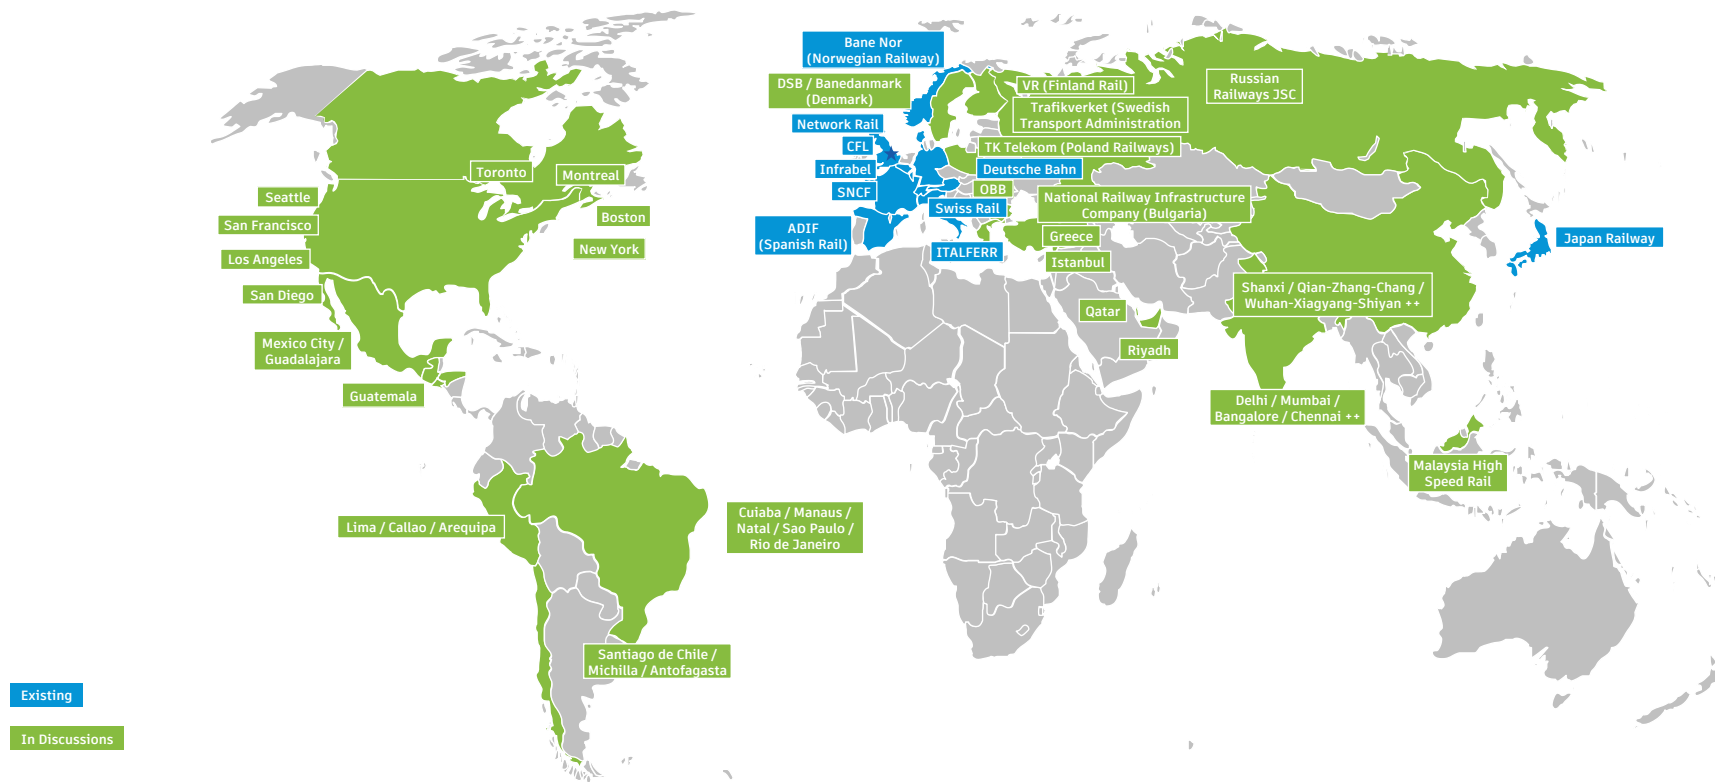 Bane Nor
(Norwegian Railway)
DSB / Banedanmark
(Denmark)
VR (Finland Rail)
Russian
Railways JSC
Trafikverket (Swedish
Transport Administration
Network Rail
CFL
TK Telekom (Poland Railways)
Infrabel
Deutsche Bahn
SNCF
OBB
Swiss Rail
National Railway Infrastructure
Company (Bulgaria)
ADIF
(Spanish Rail)
ITALFERR
Greece
Istanbul
Japan Railway
Toronto
Montreal
Seattle
Boston
San Francisco
New York
Los Angeles
San Diego
Mexico City /
Guadalajara
Guatemala
Qatar
Riyadh
Shanxi / Qian-Zhang-Chang /
Wuhan-Xiagyang-Shiyan ++
Delhi / Mumbai /
Bangalore / Chennai ++
Malaysia High
Speed Rail
Lima / Callao / Arequipa
Cuiaba / Manaus /
Natal / Sao Paulo /
Rio de Janeiro
Santiago de Chile /
Michilla / Antofagasta
Existing
In Discussions